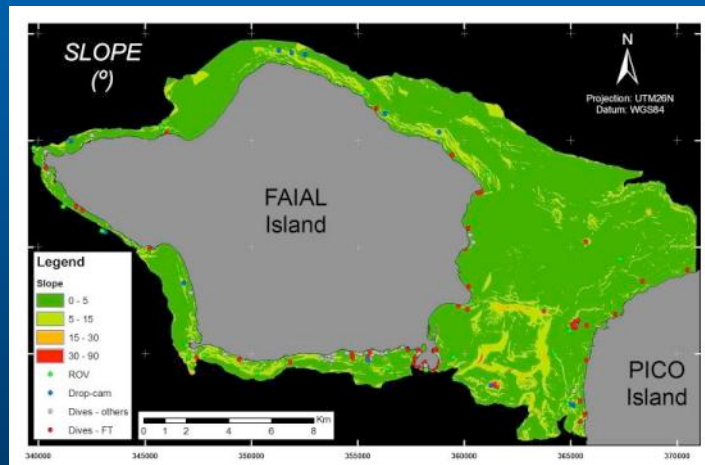 SLOPE
(º)
N
Projection: UTM26N
Datum: WGS84
FAIAL
Island
PICO
Island
Legend
Slope
0 - 5
5 - 15
15 - 30
30 - 90
ROV
Drop-cam
Dives - others
Dives - FT
Km
0 1 2 4 6 8
340000 345000 350000 355000 360000 365000 370000